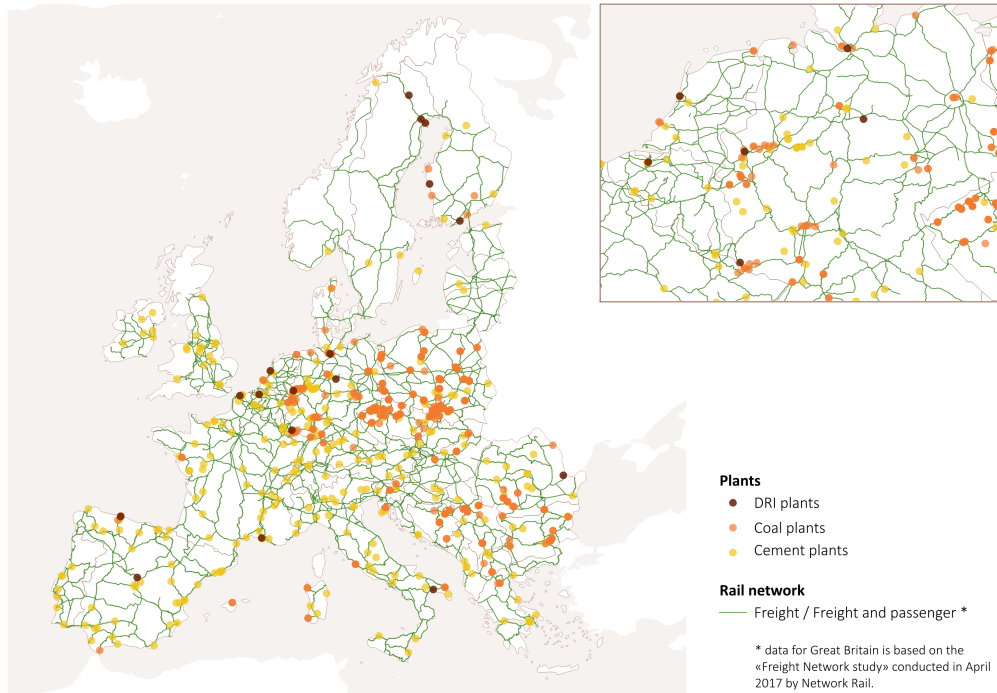 Plants
DRI plants
Coal plants
Cement plants
Rail network
Freight / Freight and passenger *
* data for Great Britain is based on the
«Freight Network study» conducted in April
2017 by Network Rail.